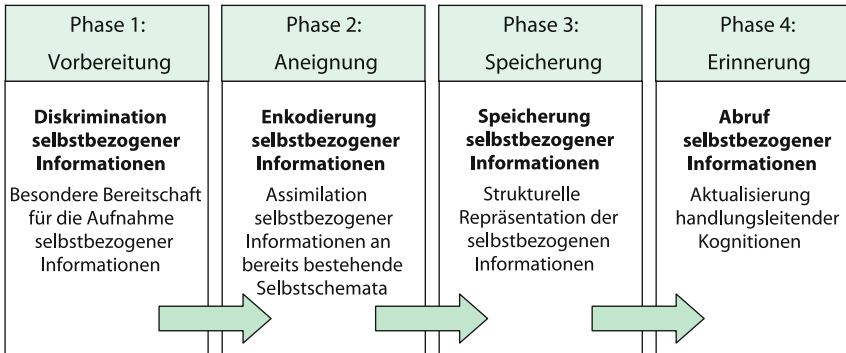 Phase 1:
Vorbereitung
Diskrimination
selbstbezogener
Informationen
Besondere Bereitschaft
für die Aufnahme
selbstbezogener
Informationen
Phase 2:
Aneignung
Enkodierung
selbstbezogener
Informationen
Assimilation
selbstbezogener
Informationen an
bereits bestehende
Selbstschemata
Phase 3:
Speicherung
Speicherung
selbstbezogener
Informationen
Strukturelle
Repräsentation der
selbstbezogenen
Informationen
Phase 4:
Erinnerung
Abruf
selbstbezogener
Informationen
Aktualisierung
handlungsleitender
Kognitionen